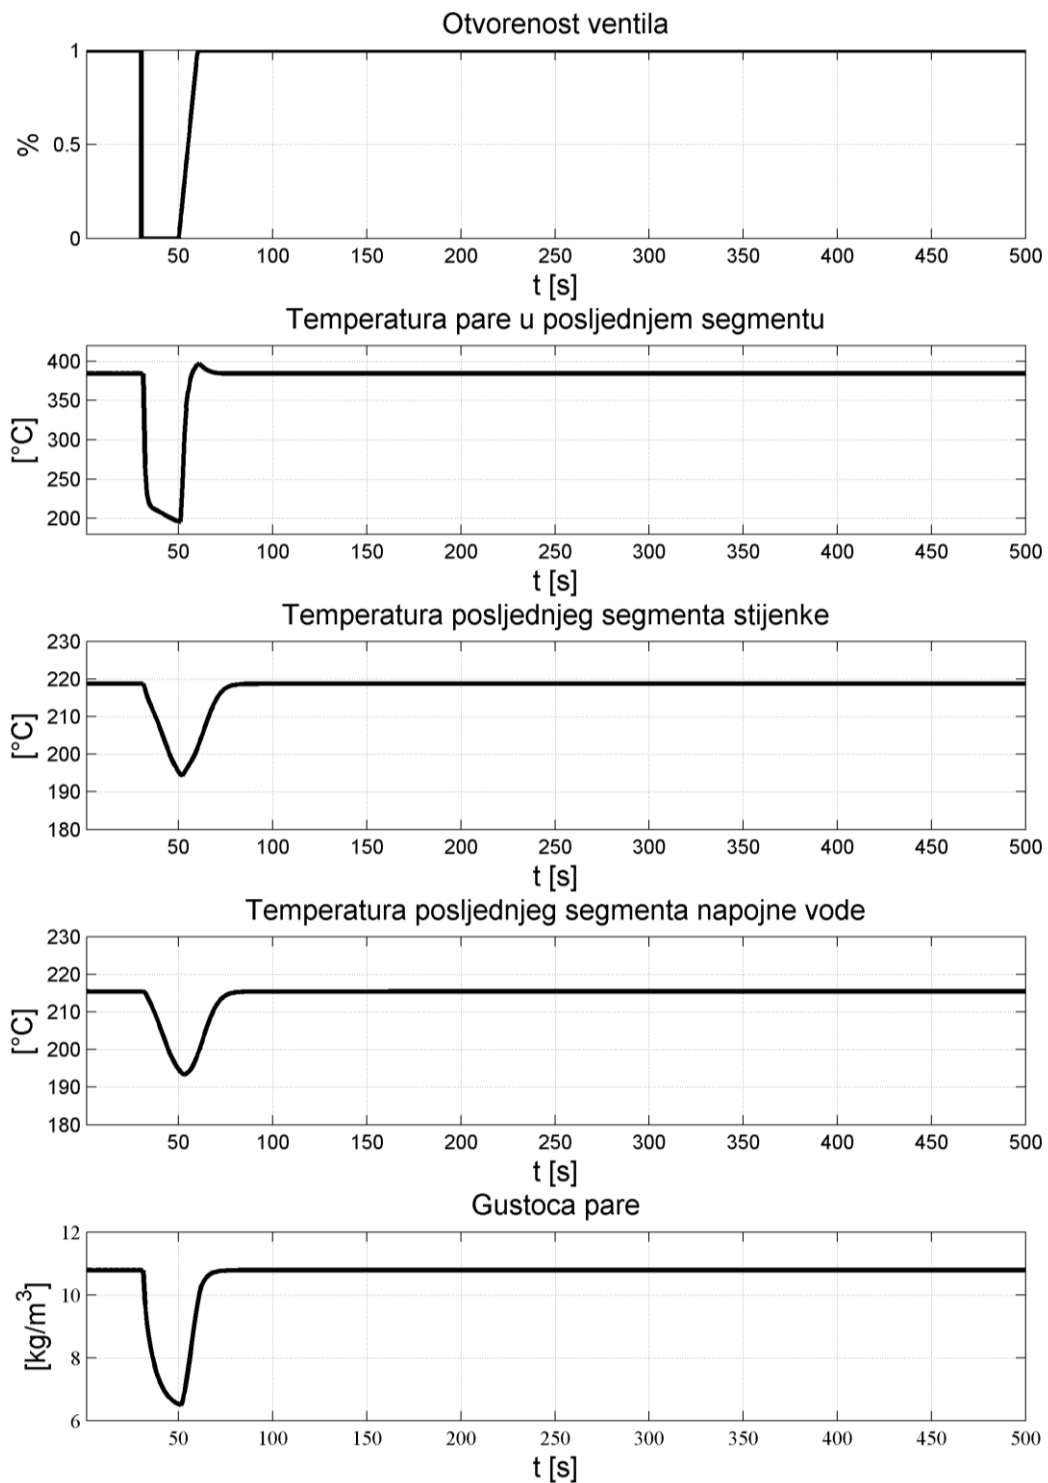 Otvorenost ventila
1
% 0.5
0
50 100 150 200 250 300 350 400 450 500
t [s]
Temperatura pare u posljednjem segmentu
400
350
[°C] 300
250
200
50 100 150 200 250 300 350 400 450 500
t [s]
Temperatura posljednjeg segmenta stijenke
230
220
210
[°C] 200
190
180
50 100 150 200 250 300 350 400 450 500
t [s]
Temperatura posljednjeg segmenta napojne vode
230
220
210
[°C] 200
190
180
50 100 150 200 250 300 350 400 450 500
t [s]
Gustoca pare
12
10
[kg/m³] 8
6
50 100 150 200 250 300 350 400 450 500
t [s]